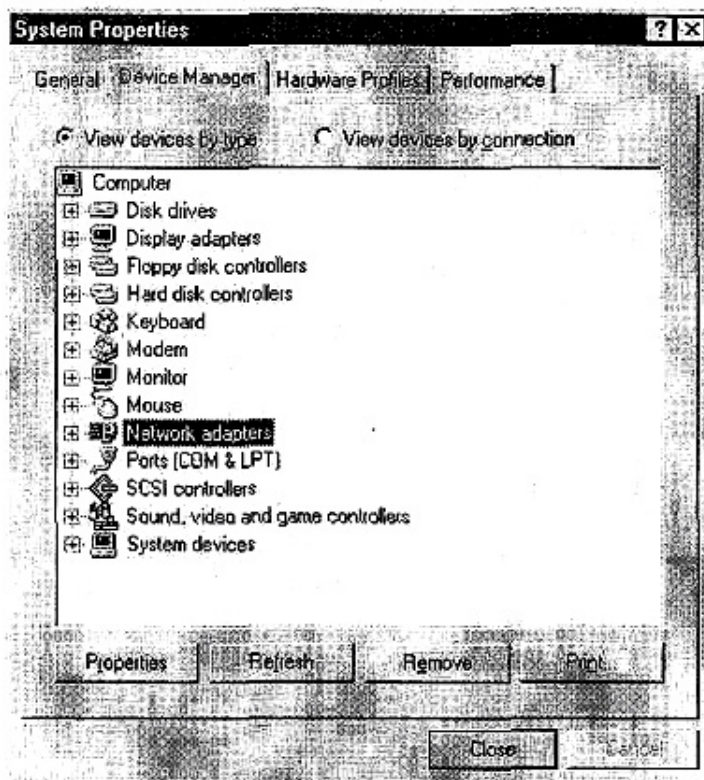 System Properties ? X
General Device Manager Hardware Profiles Performance
View devices by type View devices by connection
Computer
Disk drives
Display adapters
Floppy disk controllers
Hard disk controllers
Keyboard
Modem
Monitor
Mouse
Network adapters
Ports (COM & LPT)
SCSI controllers
Sound, video and game controllers
System devices
Properties Refresh Remove Print...
Close Cancel